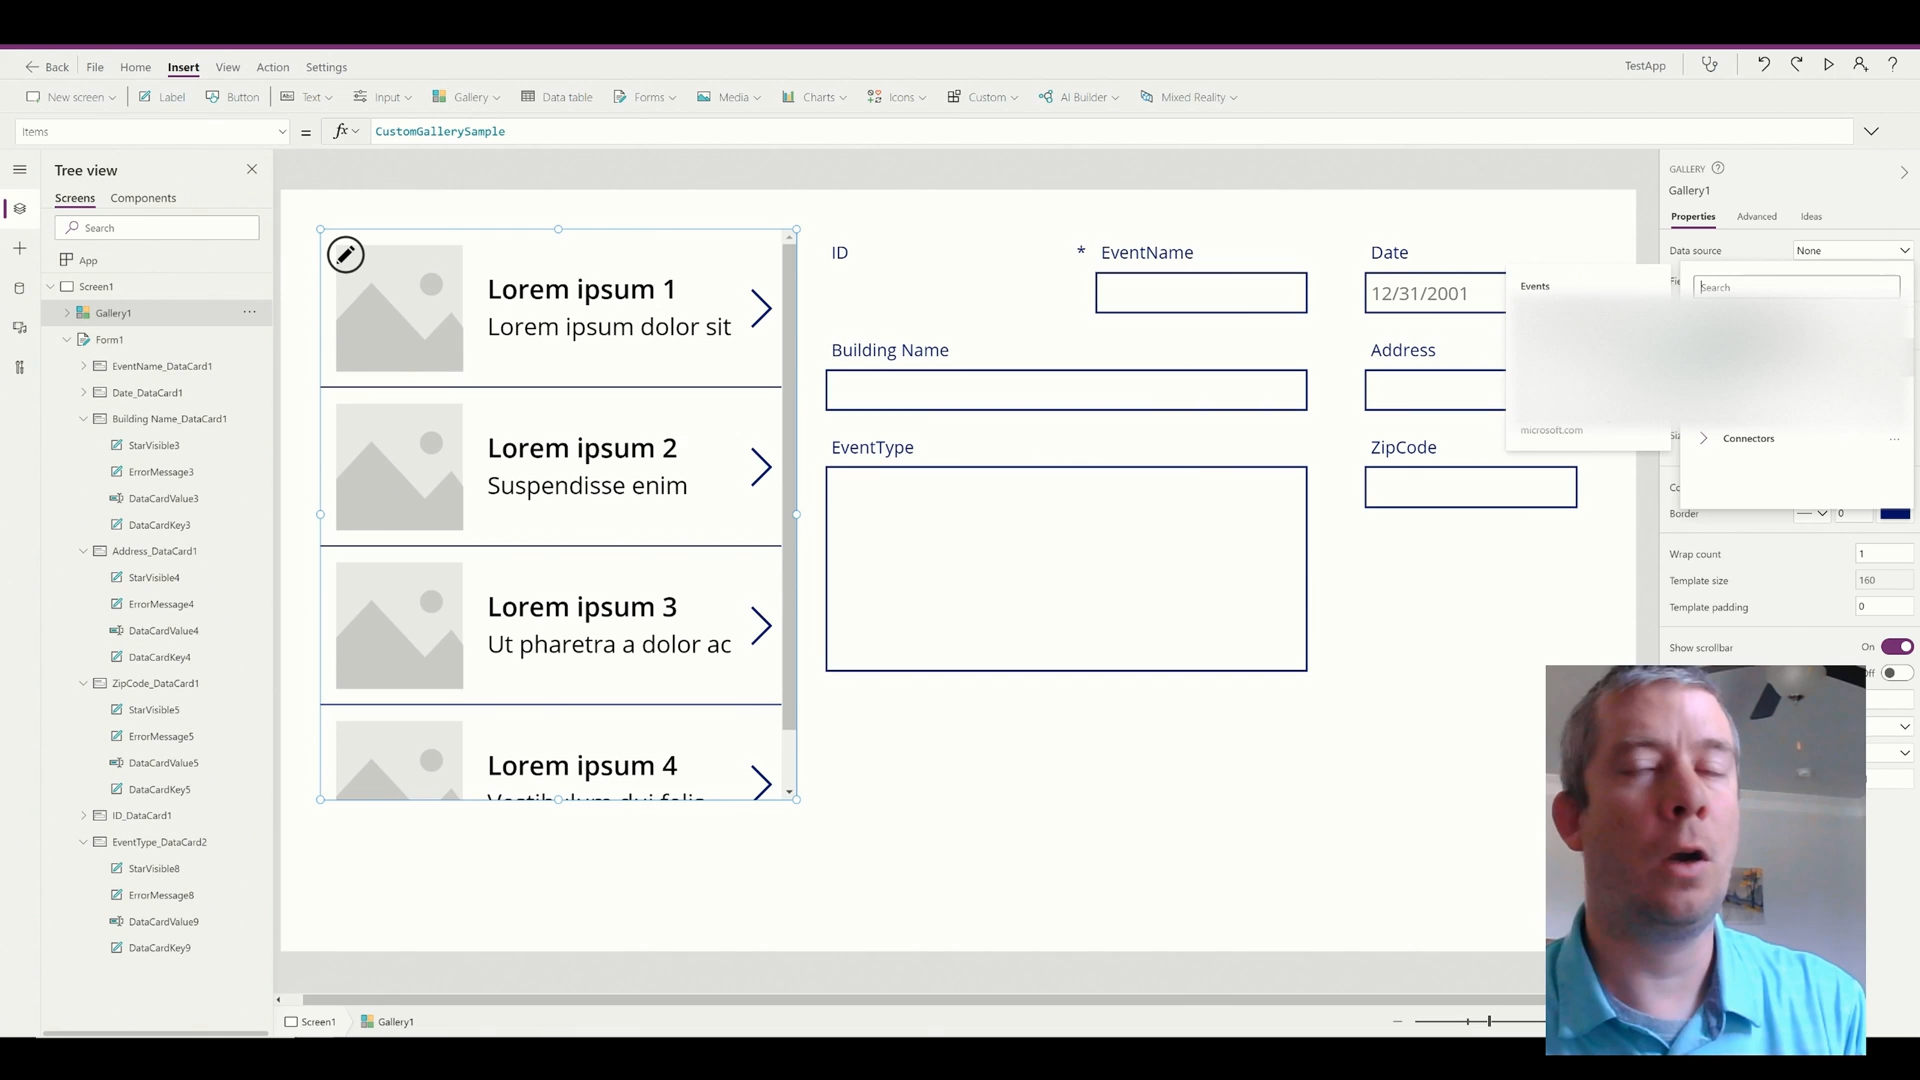 Back File Home Insert View Action Settings TestApp ?
New screen Label Button Text Input Gallery Data table Forms Media Charts Icons Custom AI Builder Mixed Reality
Items = fx CustomGallerySample
Tree view
Screens Components
Search
App
Screen1
Gallery1 ...
Form1
EventName_DataCard1
Date_DataCard1
Building Name_DataCard1
StarVisible3
ErrorMessage3
DataCardValue3
DataCardKey3
Address_DataCard1
StarVisible4
ErrorMessage4
DataCardValue4
DataCardKey4
ZipCode_DataCard1
StarVisible5
ErrorMessage5
DataCardValue5
DataCardKey5
ID_DataCard1
EventType_DataCard2
StarVisible8
ErrorMessage8
DataCardValue9
DataCardKey9
Lorem ipsum 1
Lorem ipsum dolor sit
Lorem ipsum 2
Suspendisse enim
Lorem ipsum 3
Ut pharetra a dolor ac
Lorem ipsum 4
ID * EventName Date
12/31/2001
Building Name Address
EventType ZipCode
GALLERY ?
Gallery1
Properties Advanced Ideas
Data source None
Events
Search
microsoft.com
Connectors ...
Border 0
Wrap count 1
Template size 160
Template padding 0
Show scrollbar On
Screen1 Gallery1